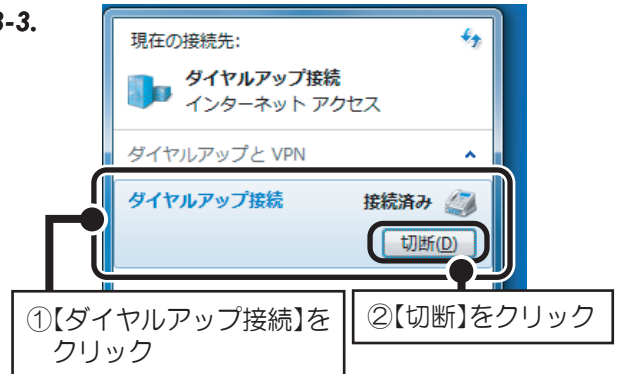 3-3.
現在の接続先:
ダイヤルアップ接続
インターネット アクセス
ダイヤルアップと VPN
ダイヤルアップ接続 接続済み
切断(D)
①【ダイヤルアップ接続】を
クリック
②【切断】をクリック